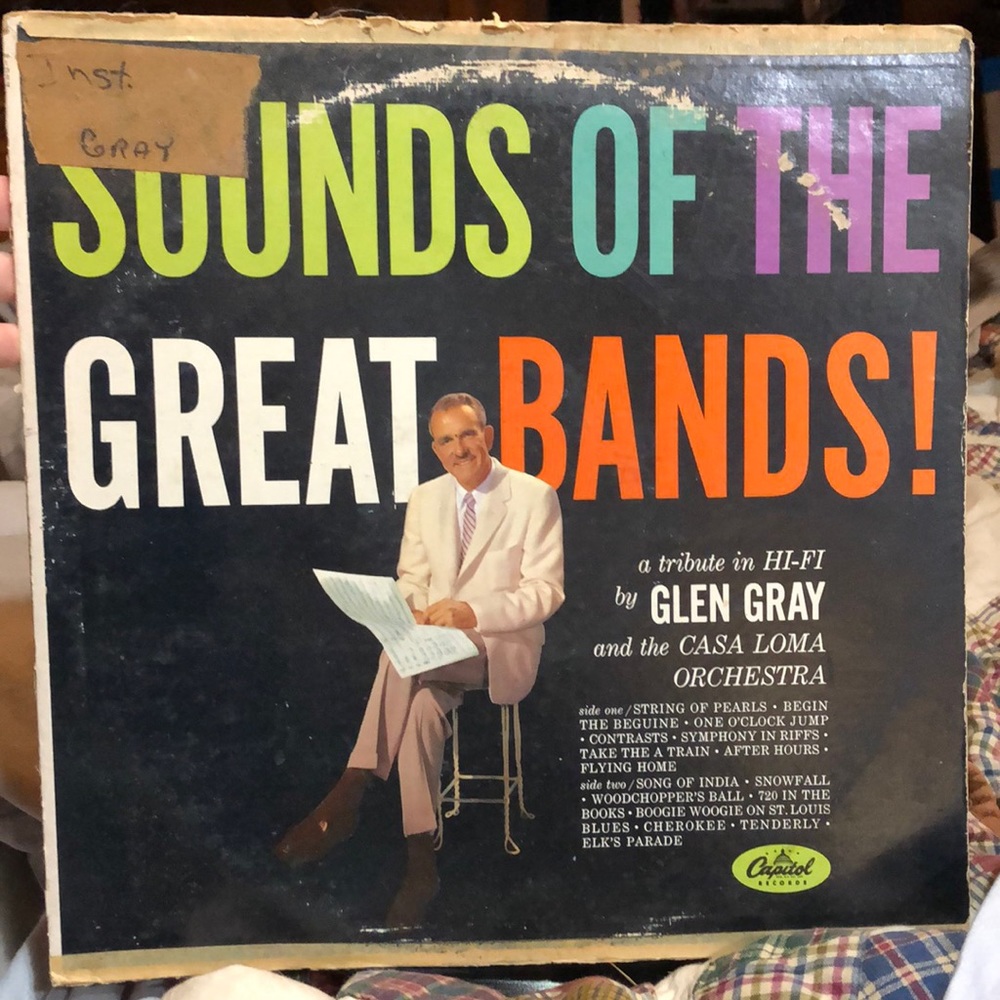 Inst.
GRAY
SOUNDS OF THE
GREAT BANDS!
a tribute in HI-FI
by GLEN GRAY
and the CASA LOMA
ORCHESTRA
side one/STRING OF PEARLS • BEGIN
THE BEGUINE • ONE O'CLOCK JUMP
• CONTRASTS • SYMPHONY IN RIFFS •
TAKE THE A TRAIN • AFTER HOURS •
FLYING HOME
side two/SONG OF INDIA • SNOWFALL
• WOODCHOPPER'S BALL • 720 IN THE
BOOKS • BOOGIE WOOGIE ON ST. LOUIS
BLUES • CHEROKEE • TENDERLY •
ELK'S PARADE
Capitol
RECORDS